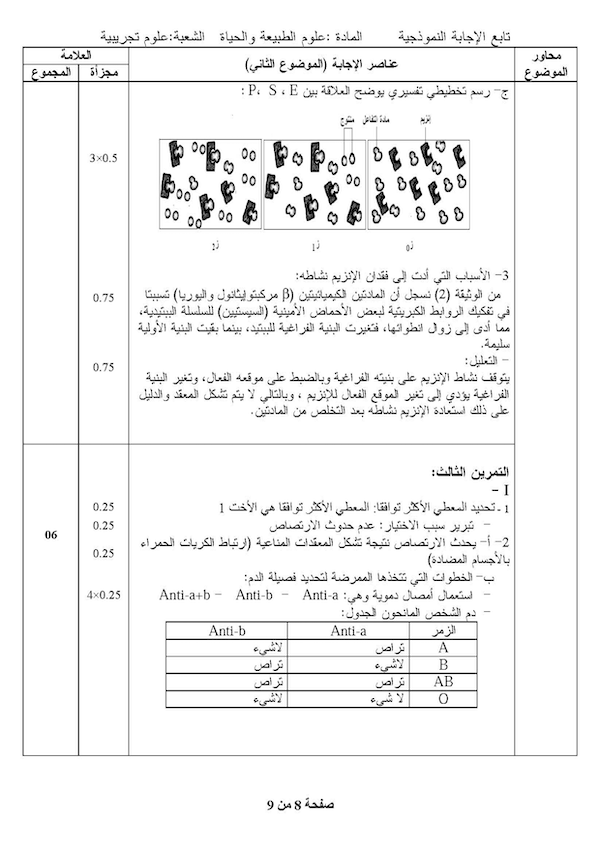 تابع الإجابة النموذجية المادة :علوم الطبيعة والحياة الشعبة:علوم تجريبية
محاور الموضوع
عناصر الإجابة (الموضوع الثاني)
العلامة
مجزأة
المجموع
ج- رسم تخطيطي تفسيري يوضح العلاقة بين P، S ، E :
إنزيم
مادة التفاعل
منتوج
3×0.5
ز0
ز1
ز2
3- الأسباب التي أدت إلى فقدان الإنزيم نشاطه:
من الوثيقة (2) نسجل أن المادتين الكيميائيتين (β مركبتوإيثانول واليوريا) تسببتا
0.75
في تفكيك الروابط الكبريتية لبعض الأحماض الأمينية (السيستيين) للسلسلة الببتيدية،
مما أدى إلى زوال انطوائها، فتغيرت البنية الفراغية للببتيد، بينما بقيت البنية الأولية
سليمة.
- التعليل:
0.75
يتوقف نشاط الإنزيم على بنيته الفراغية وبالضبط على موقعه الفعال، وتغير البنية
الفراغية يؤدي إلى تغير الموقع الفعال للإنزيم ، وبالتالي لا يتم تشكل المعقد والدليل
على ذلك استعادة الإنزيم نشاطه بعد التخلص من المادتين.
التمرين الثالث:
I -
1- تحديد المعطي الأكثر توافقا: المعطي الأكثر توافقا هي الأخت 1
0.25
- تبرير سبب الاختيار: عدم حدوث الارتصاص
0.25
06
2- أ- يحدث الارتصاص نتيجة تشكل المعقدات المناعية (ارتباط الكريات الحمراء
0.25
بالأجسام المضادة)
ب- الخطوات التي تتخذها الممرضة لتحديد فصيلة الدم:
- استعمال أمصال دموية وهي: Anti-a – Anti-b – Anti-a+b
4×0.25
- دم الشخص المانحون الجدول:
الزمر Anti-a Anti-b
A تراص لاشيء
B لاشيء تراص
AB تراص تراص
O لا شيء لاشيء
صفحة 8 من 9